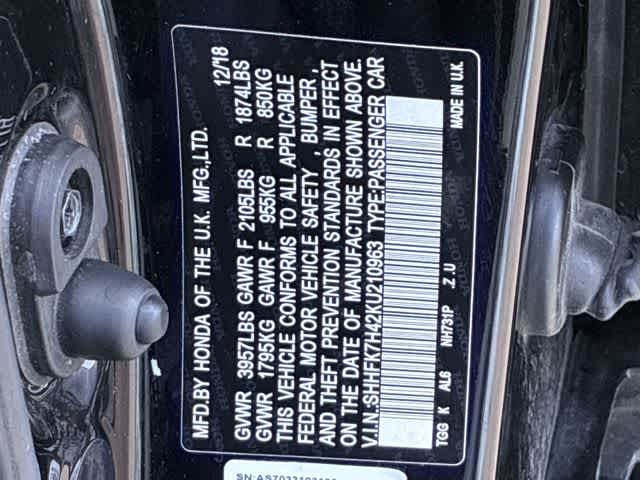 MFD.BY HONDA OF THE U.K. MFG.,LTD. 12/18
GVWR 3957LBS GAWR F 2105LBS R 1874LBS
GVWR 1795KG GAWR F 955KG R 850KG
THIS VEHICLE CONFORMS TO ALL APPLICABLE
FEDERAL MOTOR VEHICLE SAFETY , BUMPER ,
AND THEFT PREVENTION STANDARDS IN EFFECT
ON THE DATE OF MANUFACTURE SHOWN ABOVE.
V.I.N.:SHHFK7H42KU210963 TYPE:PASSENGER CAR
TGG K AL6 NH731P .Z .U MADE IN U.K.